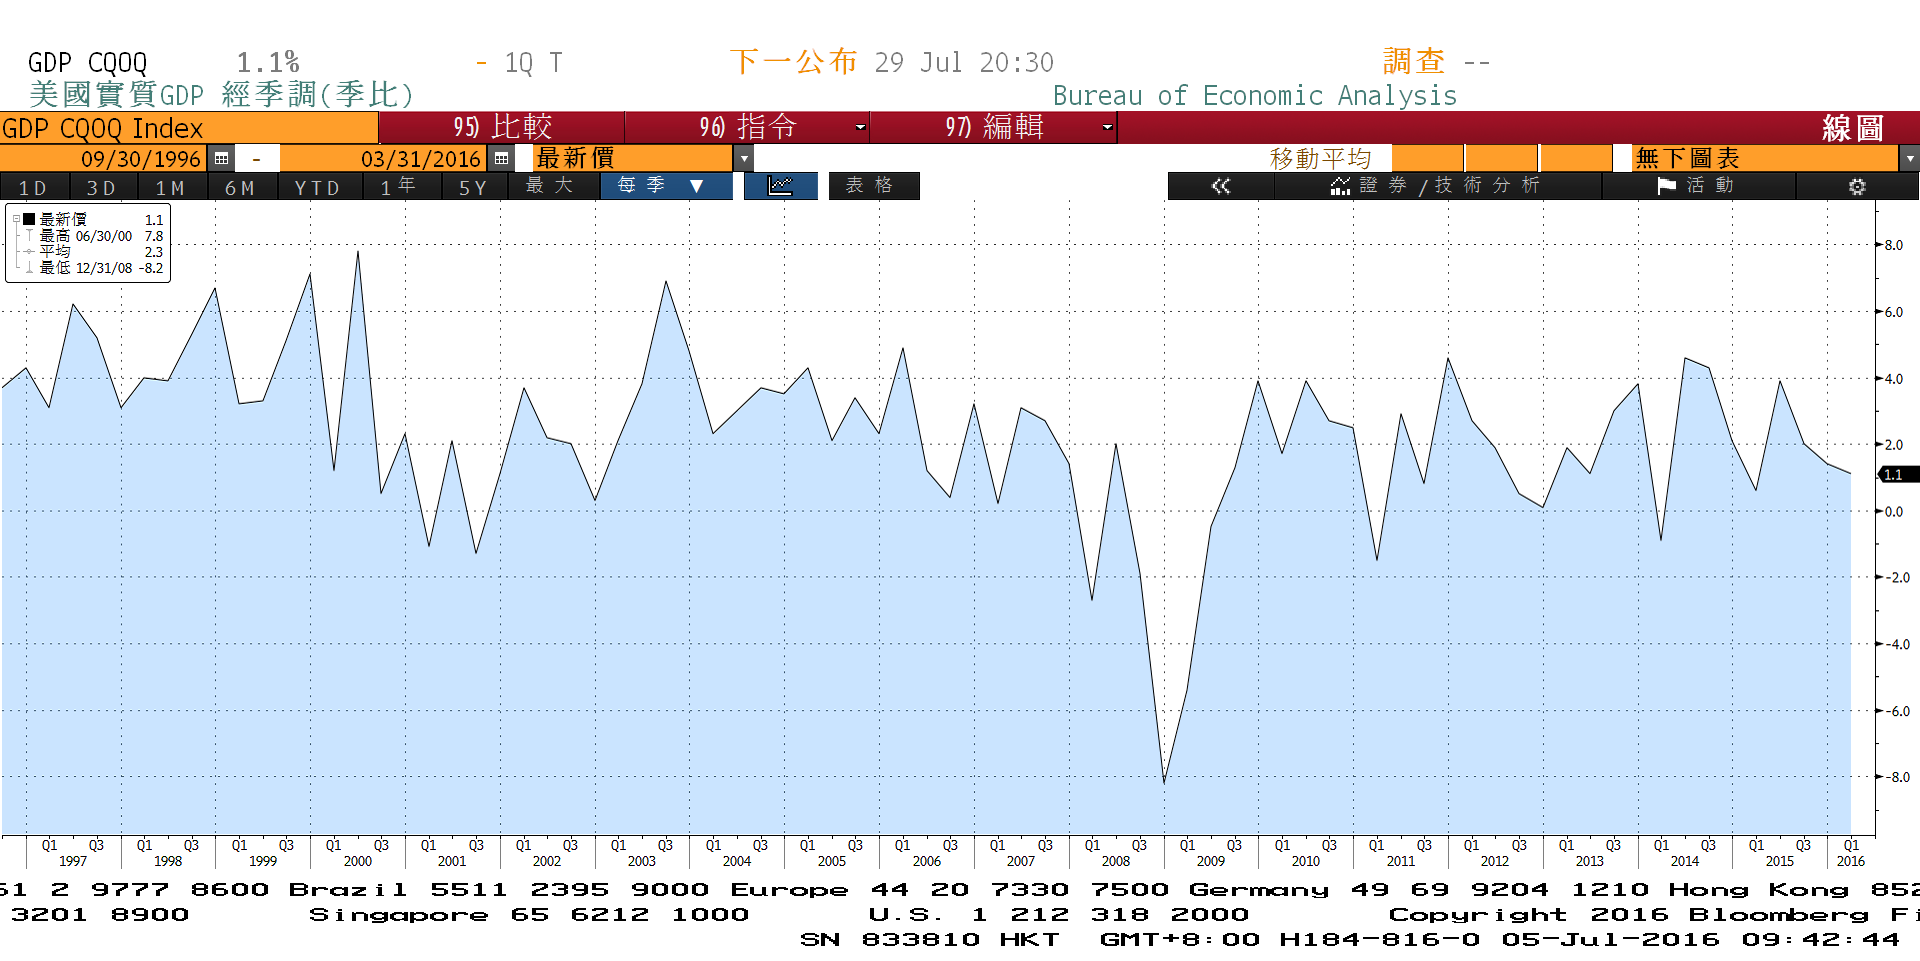 GDP CQOQ 1.1% - 1Q T 下一公布 29 Jul 20:30 調查 --
美國實質GDP 經季調(季比) Bureau of Economic Analysis
GDP CQOQ Index 95) 比較 96) 指令 97) 編輯 線圖
09/30/1996 - 03/31/2016 最新價 移動平均 無下圖表
1D 3D 1M 6M YTD 1年 5Y 最大 每季 ▼ 表格 « 證券/技術分析 活動
最新價 1.1
最高 06/30/00 7.8
平均 2.3
最低 12/31/08 -8.2
8.0
6.0
4.0
2.0
1.1
0.0
-2.0
-4.0
-6.0
-8.0
Q1 Q3 Q1 Q3 Q1 Q3 Q1 Q3 Q1 Q3 Q1 Q3 Q1 Q3 Q1 Q3 Q1 Q3 Q1 Q3 Q1 Q3 Q1 Q3 Q1 Q3 Q1 Q3 Q1 Q3 Q1 Q3 Q1 Q3 Q1 Q3 Q1 Q3 Q1
1997 1998 1999 2000 2001 2002 2003 2004 2005 2006 2007 2008 2009 2010 2011 2012 2013 2014 2015 2016
61 2 9777 8600 Brazil 5511 2395 9000 Europe 44 20 7330 7500 Germany 49 69 9204 1210 Hong Kong 852
3201 8900 Singapore 65 6212 1000 U.S. 1 212 318 2000 Copyright 2016 Bloomberg Fi
SN 833810 HKT GMT+8:00 H184-816-0 05-Jul-2016 09:42:44